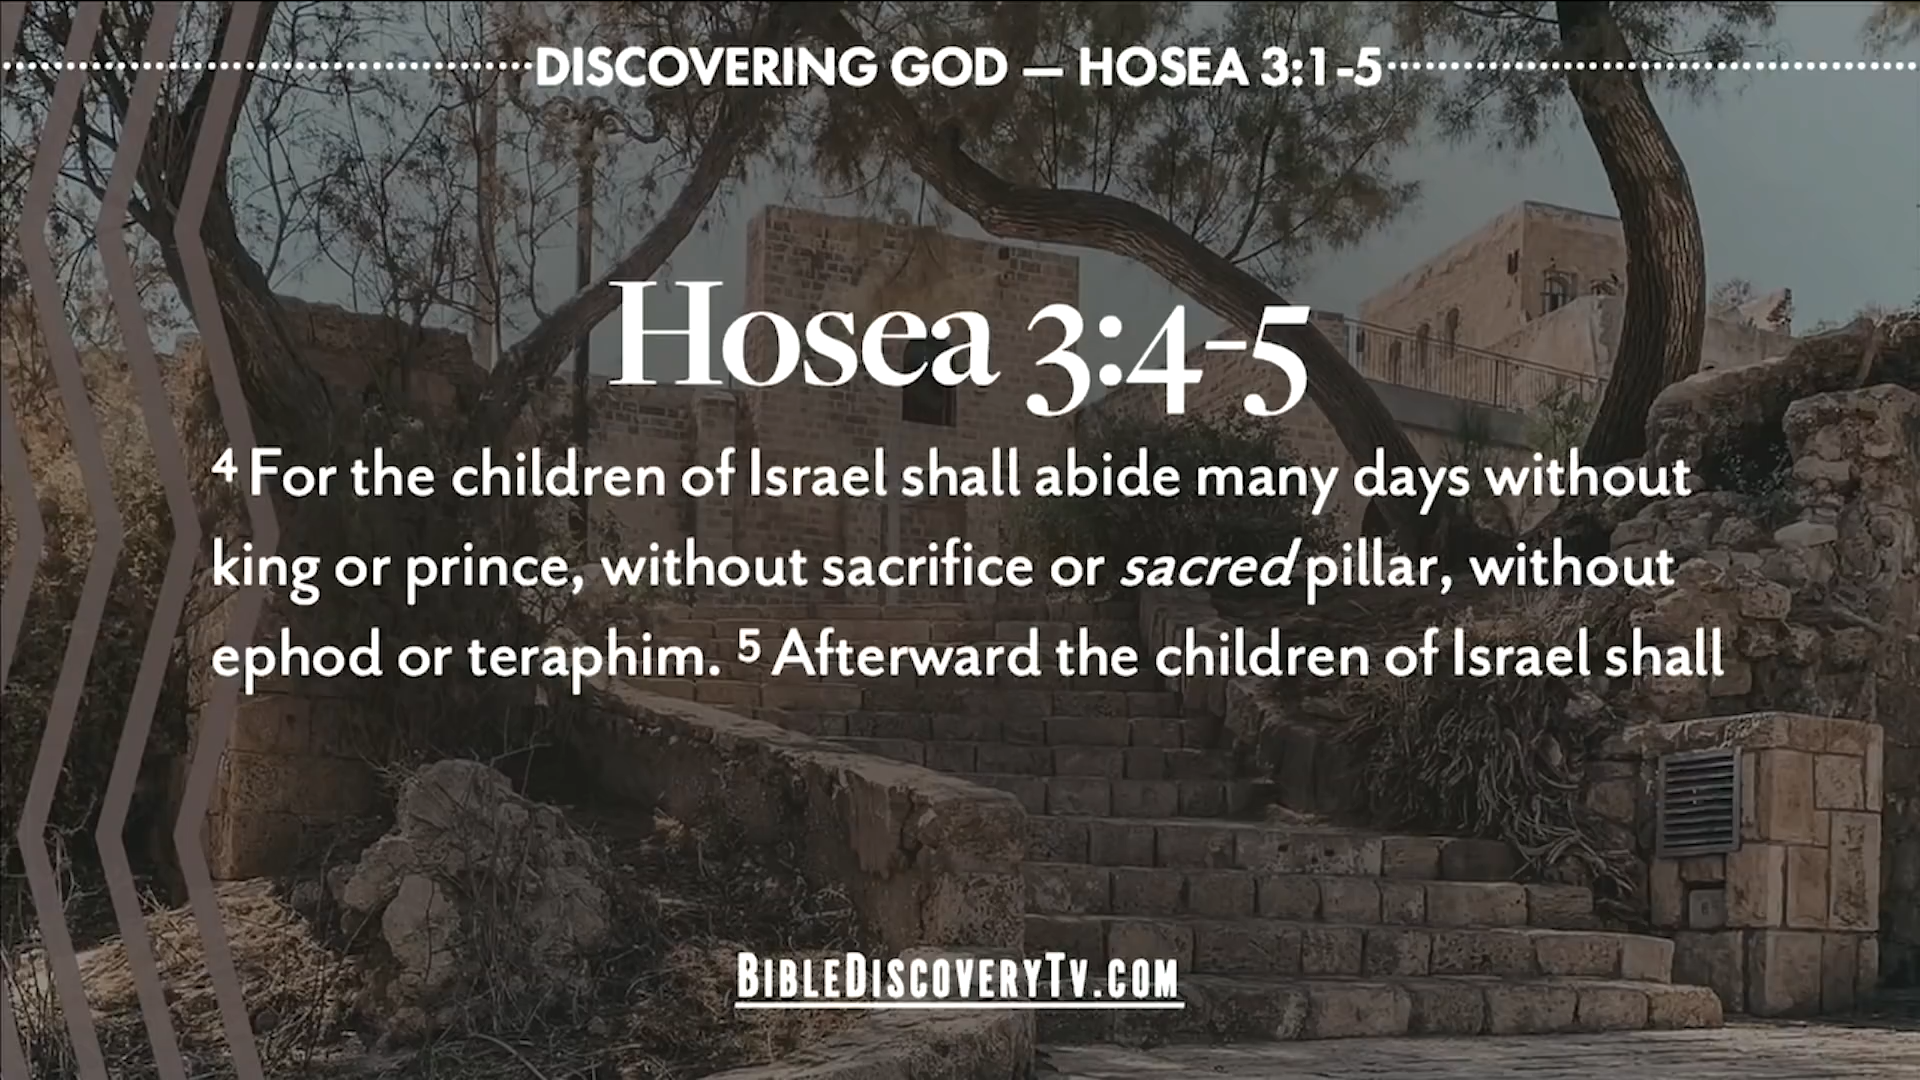 DISCOVERING GOD — HOSEA 3:1-5
Hosea 3:4-5
4 For the children of Israel shall abide many days without
king or prince, without sacrifice or sacred pillar, without
ephod or teraphim. 5 Afterward the children of Israel shall
BIBLEDISCOVERYTV.COM